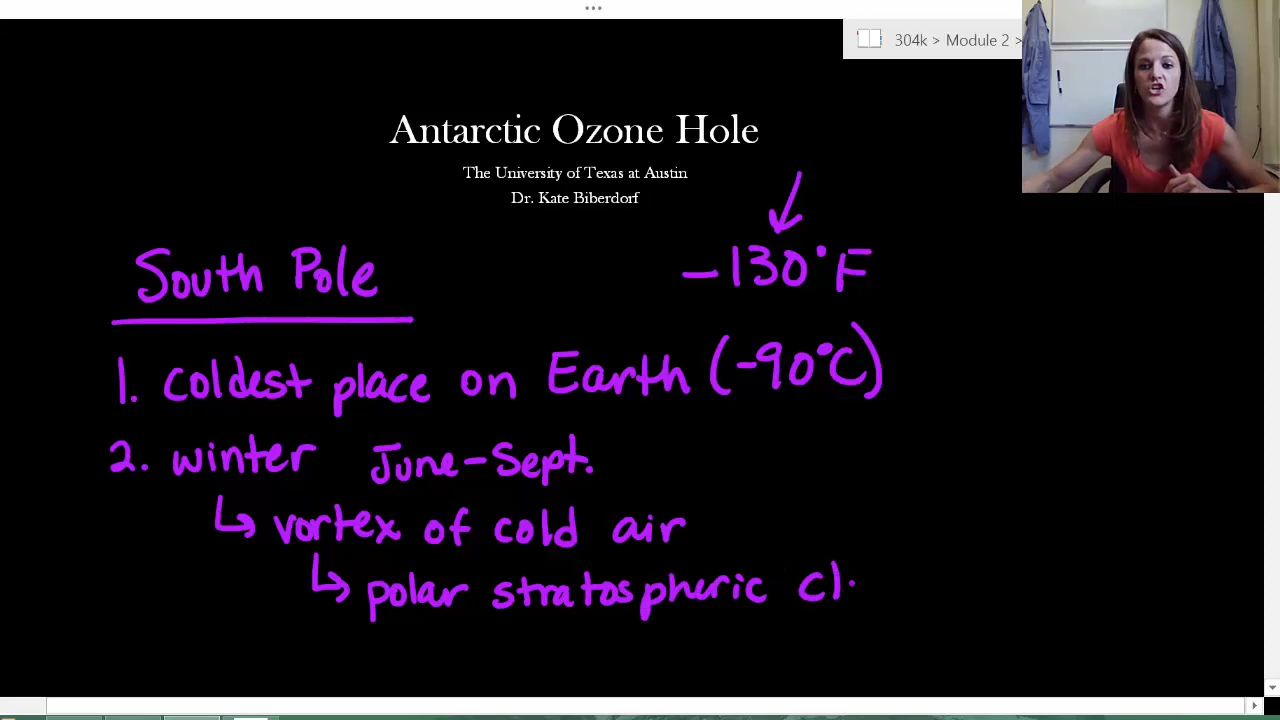 304k > Module 2 >
Antarctic Ozone Hole
The University of Texas at Austin
Dr. Kate Biberdorf
-130°F
South Pole
1. Coldest place on Earth (-90°C)
2. winter June-Sept.
↳ vortex of cold air
↳ polar stratospheric cl